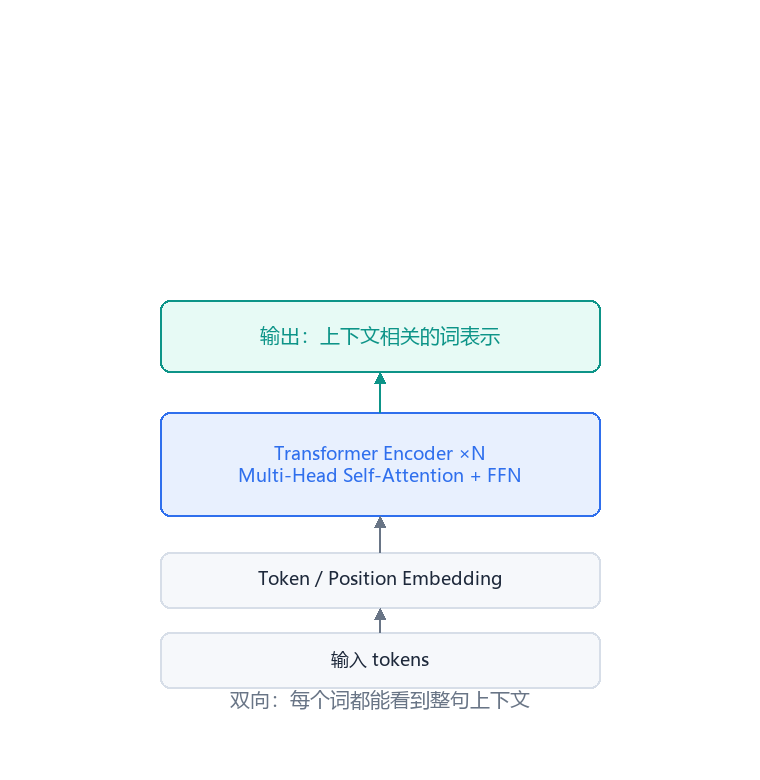 输出：上下文相关的词表示
Transformer Encoder ×N
Multi-Head Self-Attention + FFN
Token / Position Embedding
输入 tokens
双向：每个词都能看到整句上下文